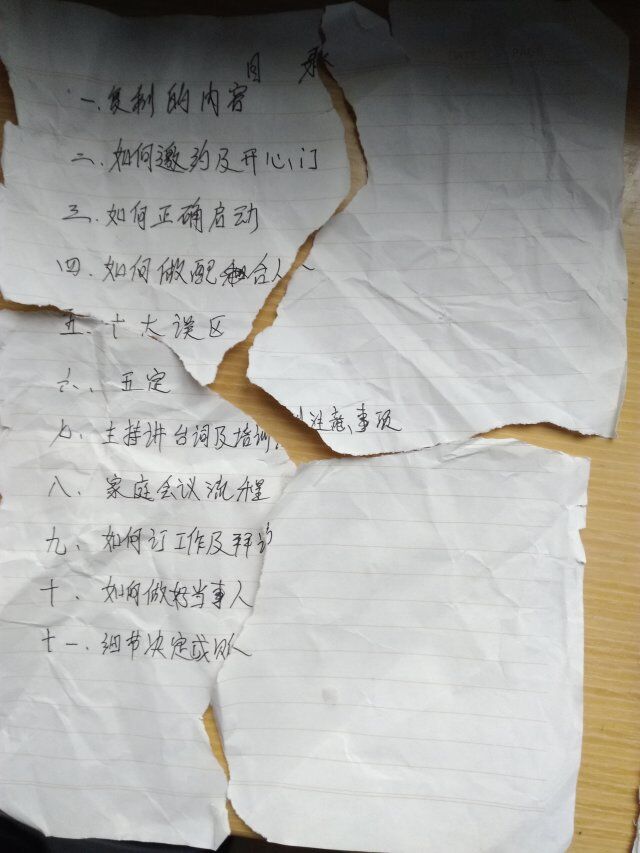 目 录
一、复制的内容
二、如何邀约及开心门
三、如何正确启动
四、如何做配合人
五、十大误区
六、五定
七、主持讲台词及培训注意事项
八、家庭会议流程
九、如何订工作及拜访
十、如何做好当事人
十一、细节决定成败